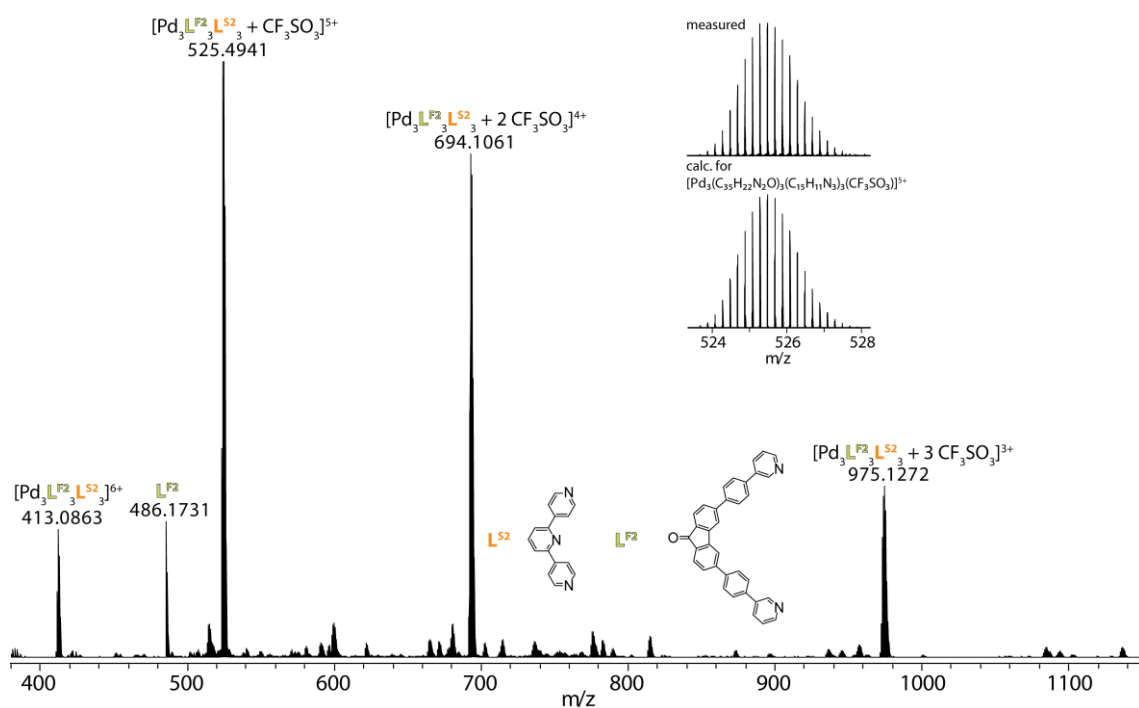 [Pd₃Lᶠ²₃Lˢ²₃ + CF₃SO₃]⁵⁺
525.4941
[Pd₃Lᶠ²₃Lˢ²₃ + 2 CF₃SO₃]⁴⁺
694.1061
measured
calc. for
[Pd₃(C₃₅H₂₂N₂O)₃(C₁₅H₁₁N₃)₃(CF₃SO₃)]⁵⁺
524 526 528
m/z
[Pd₃Lᶠ²₃Lˢ²₃]⁶⁺
413.0863
Lᶠ²
486.1731
[Pd₃Lᶠ²₃Lˢ²₃ + 3 CF₃SO₃]³⁺
975.1272
Lˢ²
N
N
N
Lᶠ²
O
N
N
400 500 600 700 800 900 1000 1100
m/z